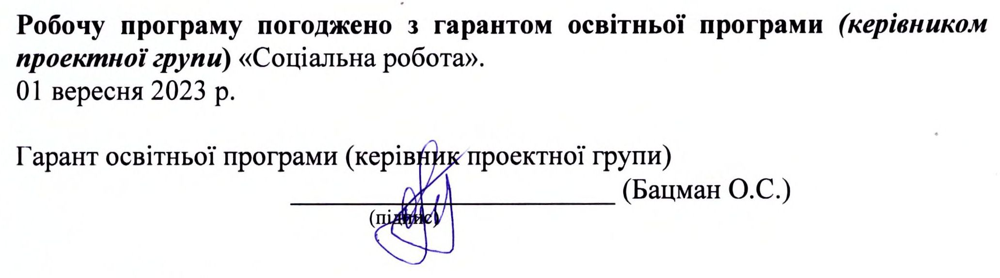 Робочу програму погоджено з гарантом освітньої програми (керівником
проектної групи) «Соціальна робота».
01 вересня 2023 р.
Гарант освітньої програми (керівник проектної групи)
(Бацман О.С.)
(підпис)